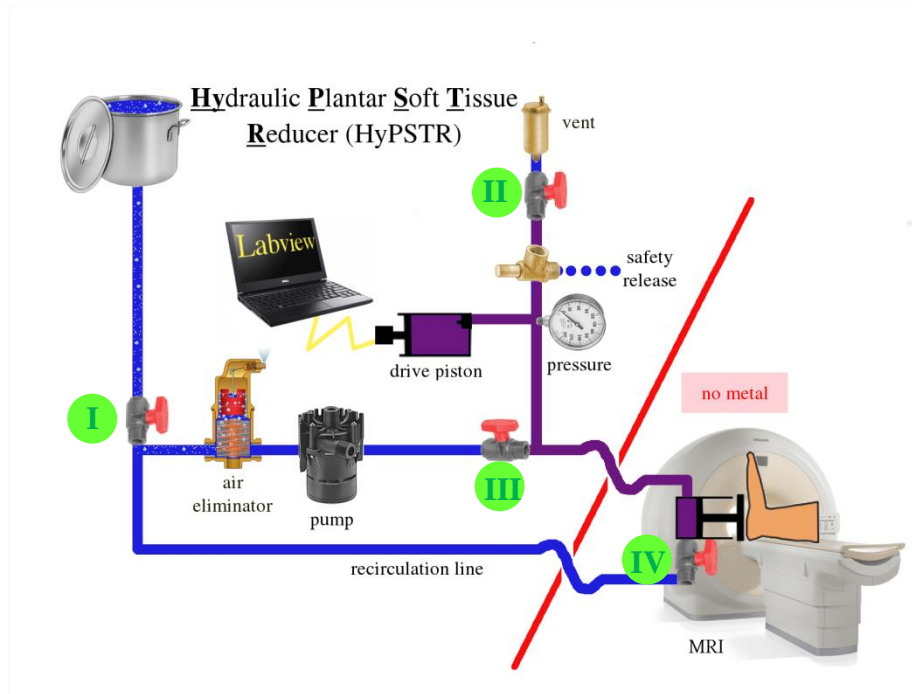 Hydraulic Plantar Soft Tissue
Reducer (HyPSTR)
vent
II
Labview
safety
release
drive piston
pressure
no metal
I
air
eliminator
pump
III
recirculation line
IV
MRI